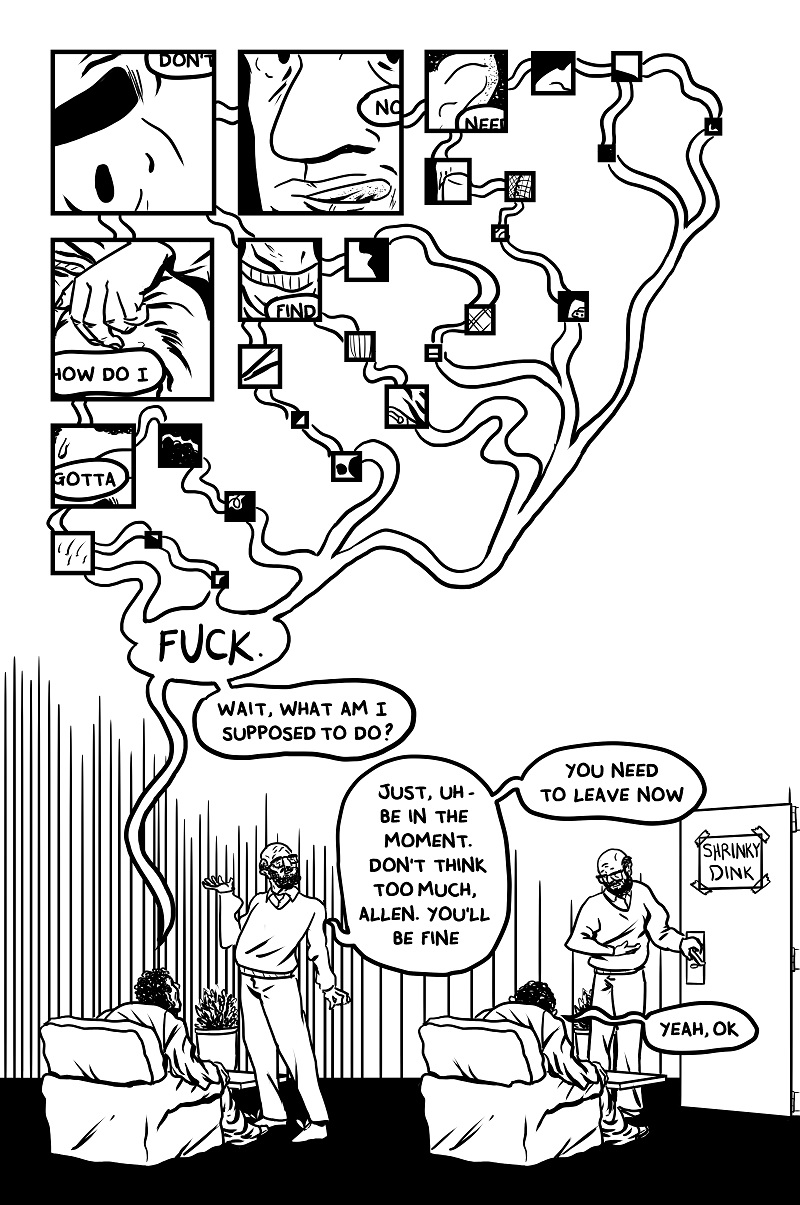 DON'T
NO
NEED
HOW DO I
FIND
GOTTA
FUCK.
WAIT, WHAT AM I
SUPPOSED TO DO?
JUST, UH-
BE IN THE
MOMENT.
DON'T THINK
TOO MUCH,
ALLEN. YOU'LL
BE FINE
YOU NEED
TO LEAVE NOW
SHRINKY
DINK
YEAH, OK